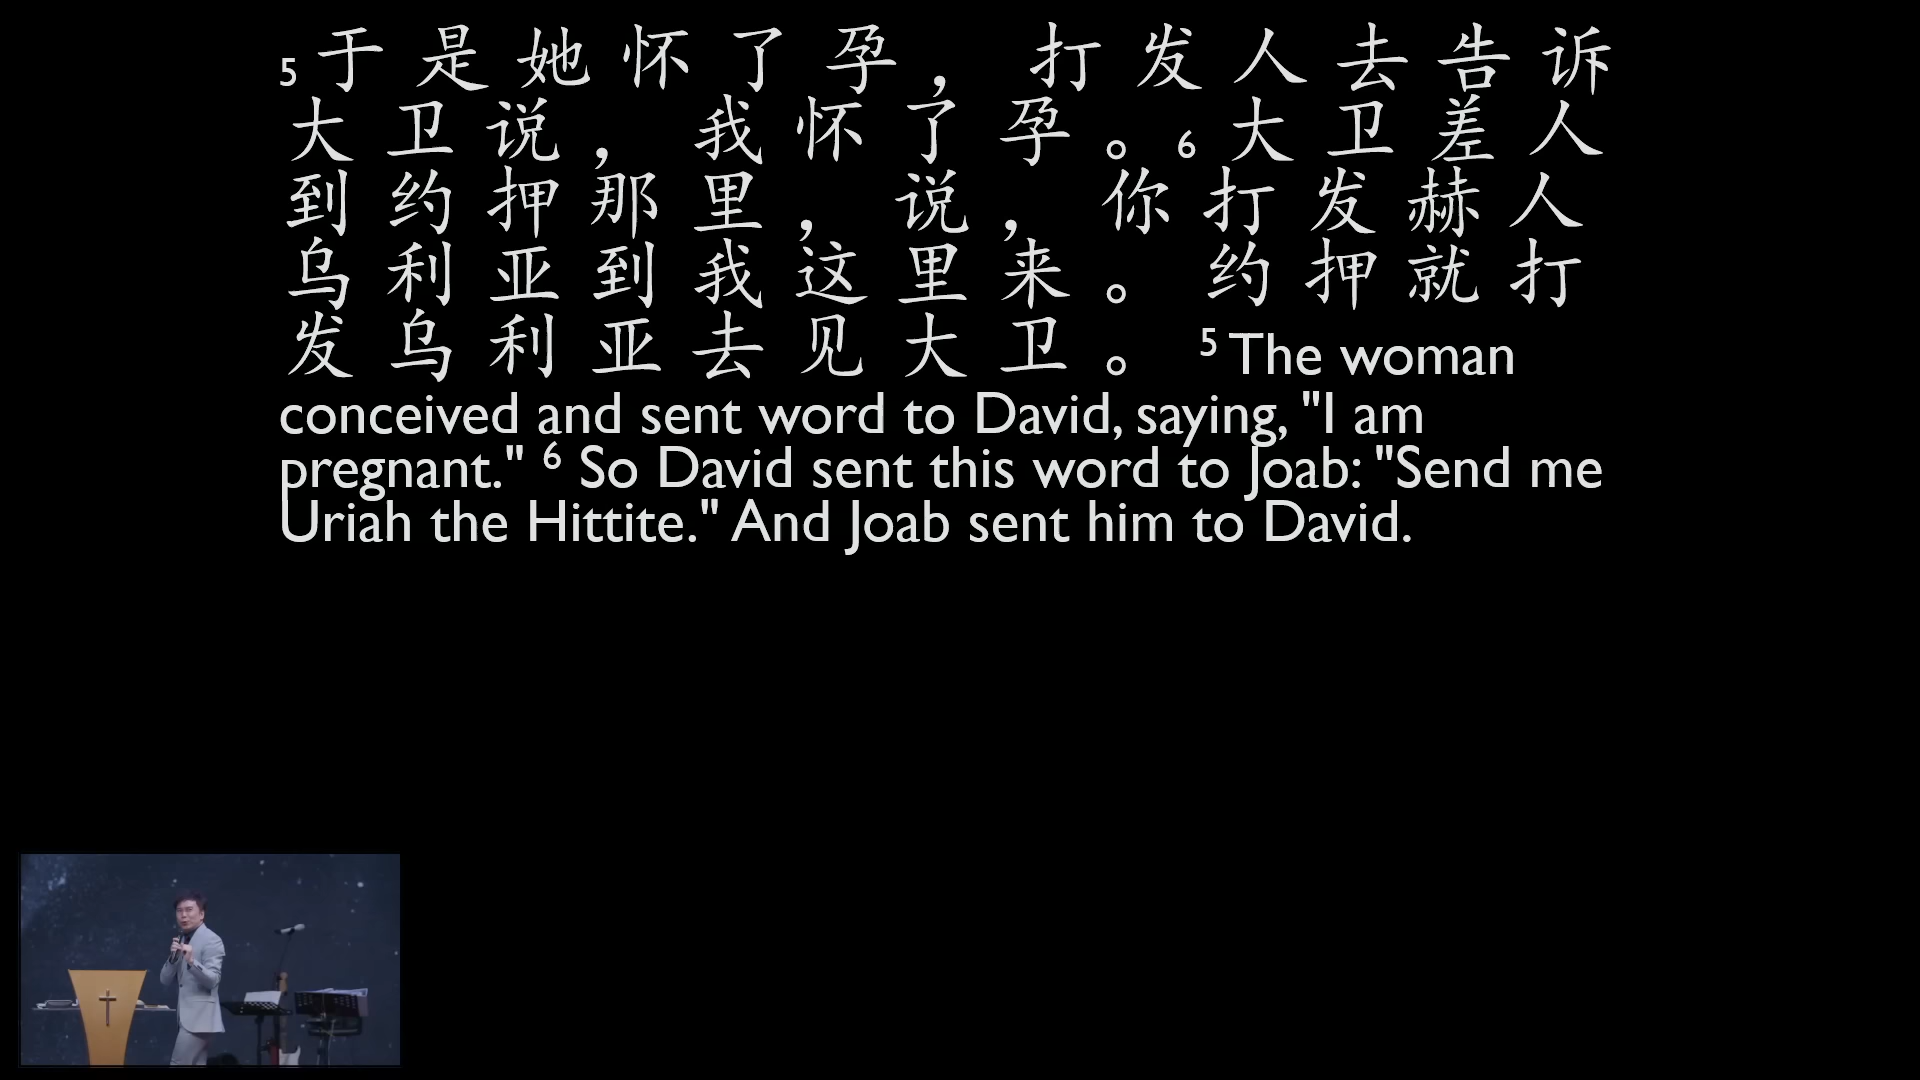 5 于是她怀了孕， 打发人去告诉
大卫说， 我怀了孕。6 大卫差人
到约押那里， 说， 你打发赫人
乌利亚到我这里来。 约押就打
发乌利亚去见大卫。 5 The woman
conceived and sent word to David, saying, "I am
pregnant." 6 So David sent this word to Joab: "Send me
Uriah the Hittite." And Joab sent him to David.